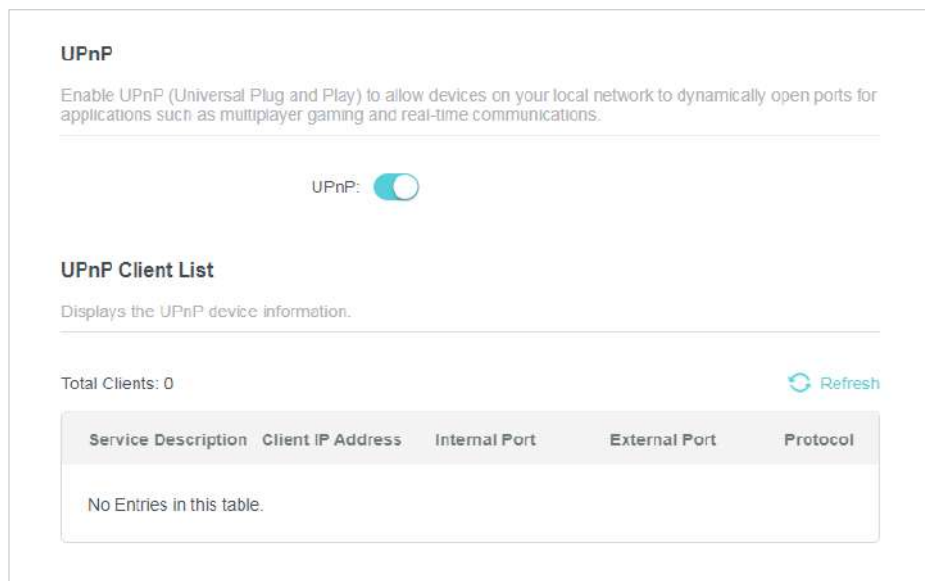 UPnP
Enable UPnP (Universal Plug and Play) to allow devices on your local network to dynamically open ports for
applications such as multiplayer gaming and real-time communications.
UPnP:
UPnP Client List
Displays the UPnP device information.
Total Clients: 0
Refresh
Service Description Client IP Address Internal Port External Port Protocol
No Entries in this table.